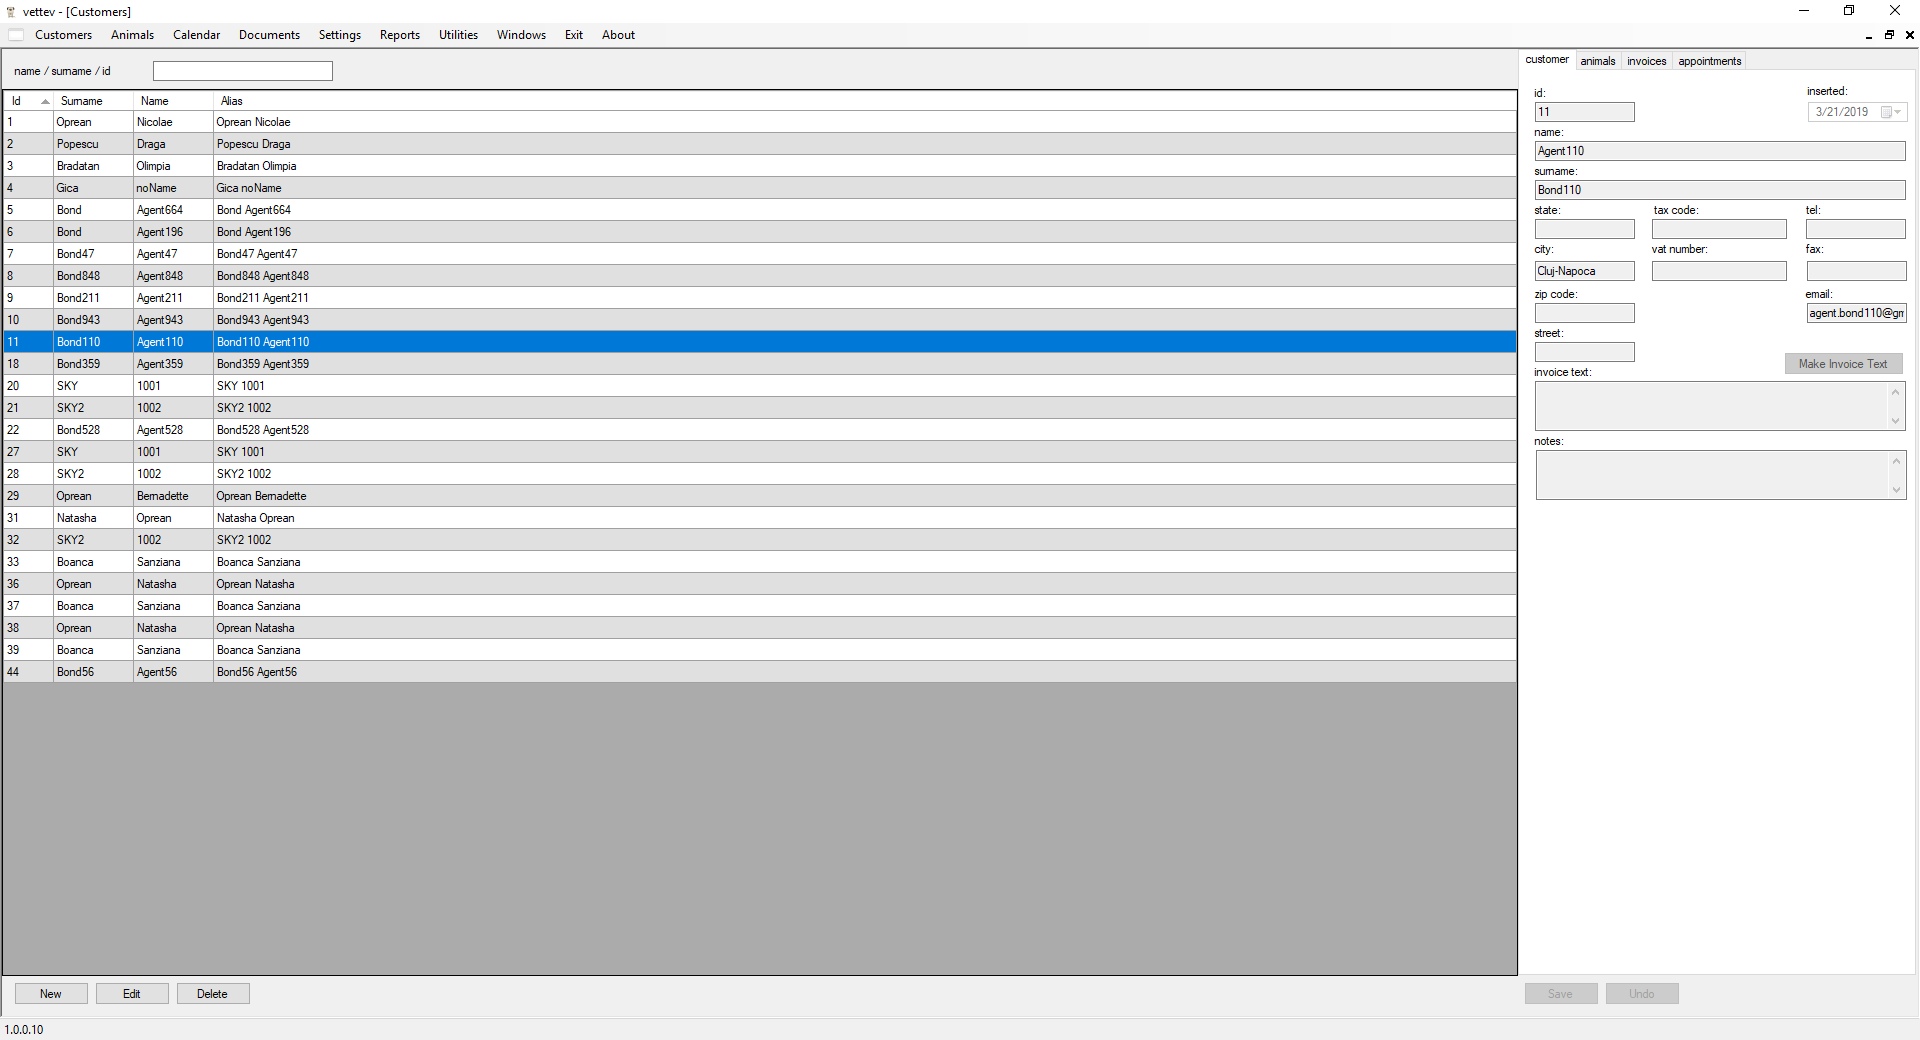 vettev - [Customers]
Customers Animals Calendar Documents Settings Reports Utilities Windows Exit About
name / surname / id
Id Surname Name Alias
1 Oprean Nicolae Oprean Nicolae
2 Popescu Draga Popescu Draga
3 Bradatan Olimpia Bradatan Olimpia
4 Gica noName Gica noName
5 Bond Agent664 Bond Agent664
6 Bond Agent196 Bond Agent196
7 Bond47 Agent47 Bond47 Agent47
8 Bond848 Agent848 Bond848 Agent848
9 Bond211 Agent211 Bond211 Agent211
10 Bond943 Agent943 Bond943 Agent943
11 Bond110 Agent110 Bond110 Agent110
18 Bond359 Agent359 Bond359 Agent359
20 SKY 1001 SKY 1001
21 SKY2 1002 SKY2 1002
22 Bond528 Agent528 Bond528 Agent528
27 SKY 1001 SKY 1001
28 SKY2 1002 SKY2 1002
29 Oprean Bernadette Oprean Bernadette
31 Natasha Oprean Natasha Oprean
32 SKY2 1002 SKY2 1002
33 Boanca Sanziana Boanca Sanziana
36 Oprean Natasha Oprean Natasha
37 Boanca Sanziana Boanca Sanziana
38 Oprean Natasha Oprean Natasha
39 Boanca Sanziana Boanca Sanziana
44 Bond56 Agent56 Bond56 Agent56
New Edit Delete
customer animals invoices appointments
id: inserted:
11 3/21/2019
name:
Agent110
surname:
Bond110
state: tax code: tel:
city: vat number: fax:
Cluj-Napoca
zip code: email:
agent.bond110@gm
street:
Make Invoice Text
invoice text:
notes:
Save Undo
1.0.0.10